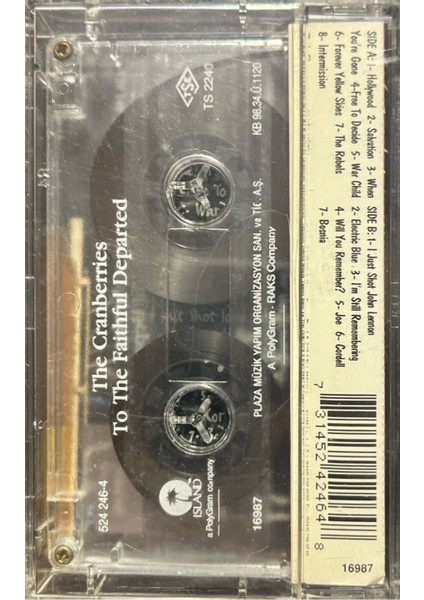 SIDE A: 1- Hollywood 2- Salvation 3- When
You're Gone 4-Free To Decide 5- War Child
6- Forever Yellow Skies 7- The Rebels
8- Intermission
SIDE B: 1- I Just Shot John Lennon
2- Electric Blue 3- I'm Still Remembering
4- Will You Remember? 5- Joe 6- Cordell
7- Bosnia
7 31452 42464 8
16987
TSE
TS 2240
KB 98.34.Ü.1120
PLAZA MÜZİK YAPIM ORGANİZASYON SAN. ve TİC. A.Ş.
A PolyGram - RAKS Company
16987
ISLAND
a PolyGram company
The Cranberries
To The Faithful Departed
524 246-4
To
War